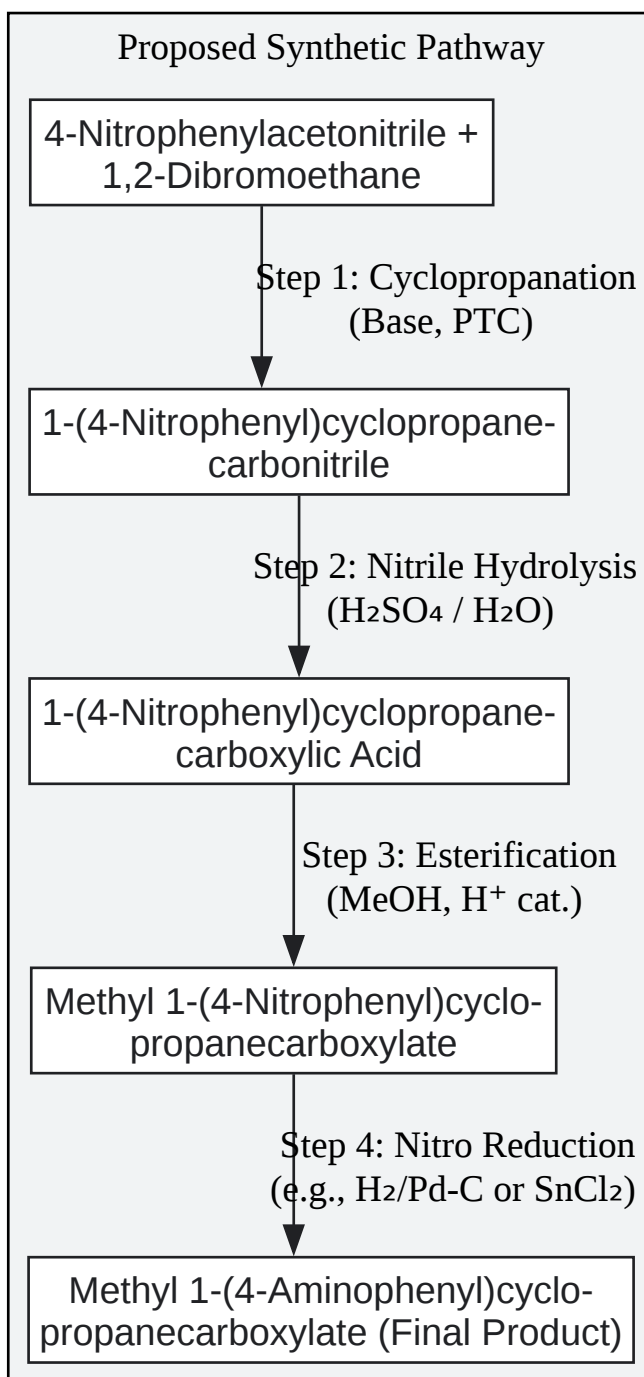 Proposed Synthetic Pathway
4-Nitrophenylacetonitrile +
1,2-Dibromoethane
Step 1: Cyclopropanation
(Base, PTC)
1-(4-Nitrophenyl)cyclopropane-
carbonitrile
Step 2: Nitrile Hydrolysis
(H₂SO₄ / H₂O)
1-(4-Nitrophenyl)cyclopropane-
carboxylic Acid
Step 3: Esterification
(MeOH, H⁺ cat.)
Methyl 1-(4-Nitrophenyl)cyclo-
propanecarboxylate
Step 4: Nitro Reduction
(e.g., H₂/Pd-C or SnCl₂)
Methyl 1-(4-Aminophenyl)cyclo-
propanecarboxylate (Final Product)